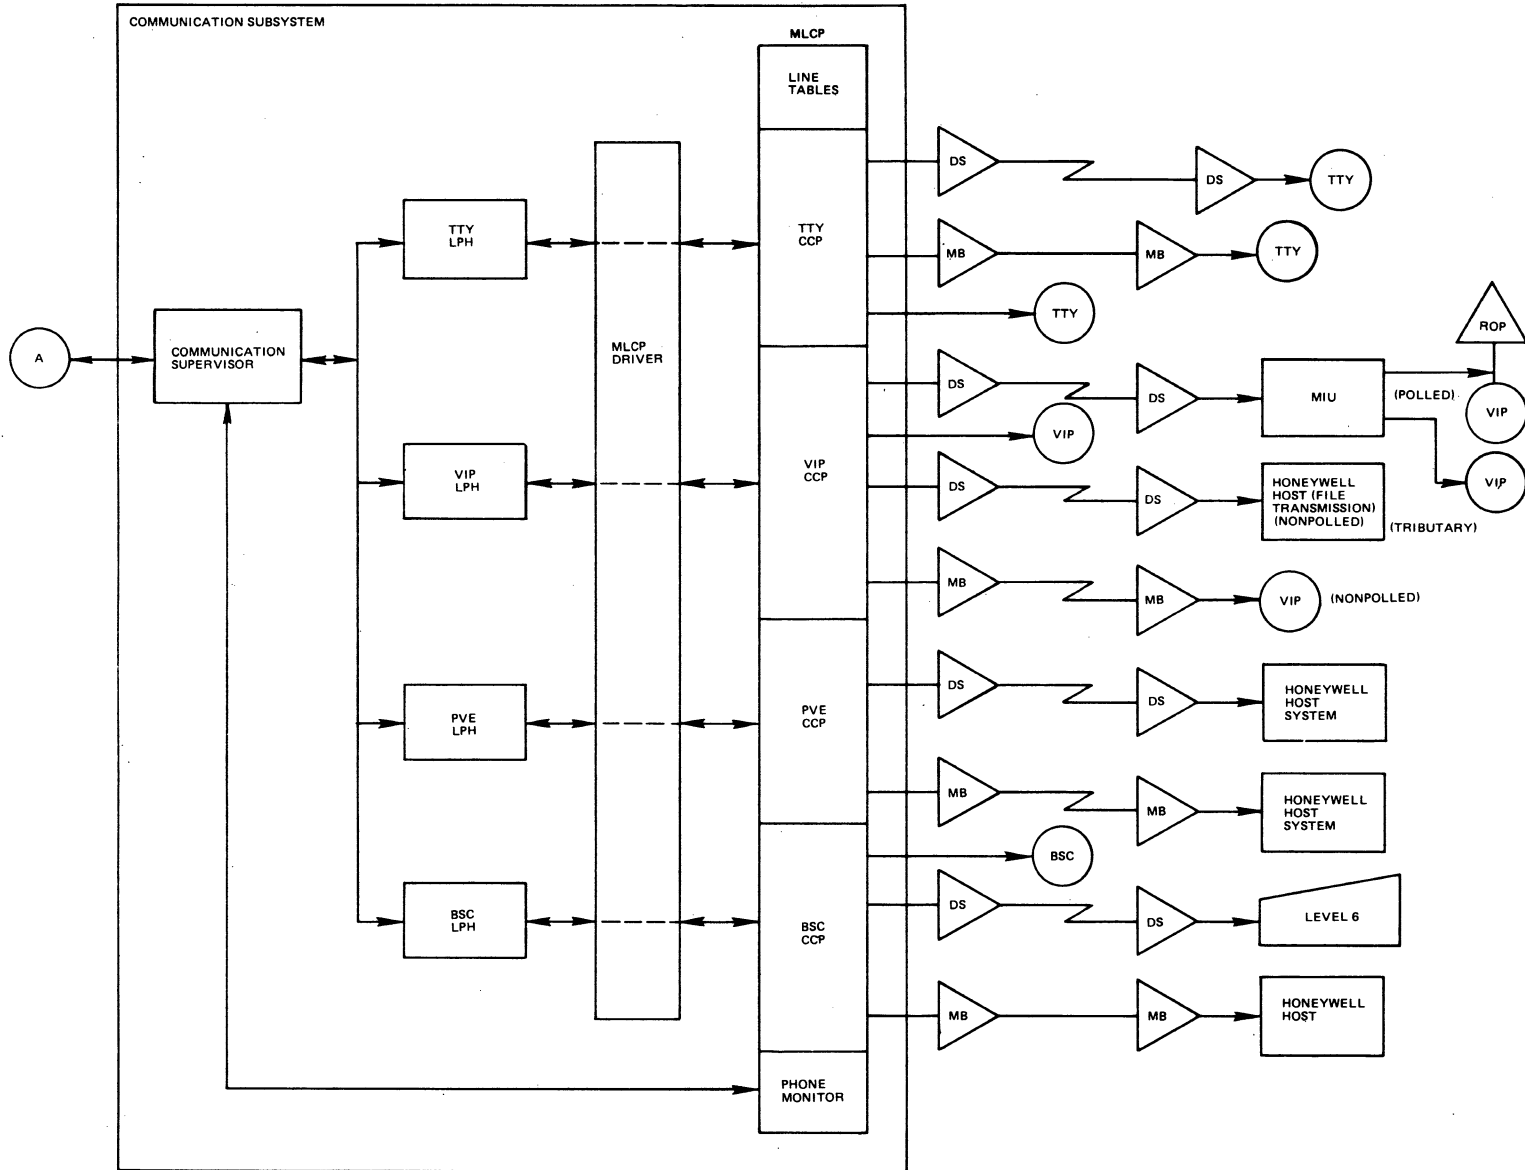 COMMUNICATION SUBSYSTEM
MLCP
LINE
TABLES
DS
DS
TTY
TTY
LPH
TTY
CCP
MB
MB
TTY
TTY
ROP
A
COMMUNICATION
SUPERVISOR
MLCP
DRIVER
DS
DS
MIU
(POLLED)
VIP
VIP
VIP
LPH
VIP
CCP
DS
DS
HONEYWELL
HOST (FILE
TRANSMISSION)
(NONPOLLED)
(TRIBUTARY)
VIP
MB
MB
VIP
(NONPOLLED)
PVE
LPH
PVE
CCP
DS
DS
HONEYWELL
HOST
SYSTEM
MB
MB
HONEYWELL
HOST
SYSTEM
BSC
BSC
LPH
BSC
CCP
DS
DS
LEVEL 6
MB
MB
HONEYWELL
HOST
PHONE
MONITOR